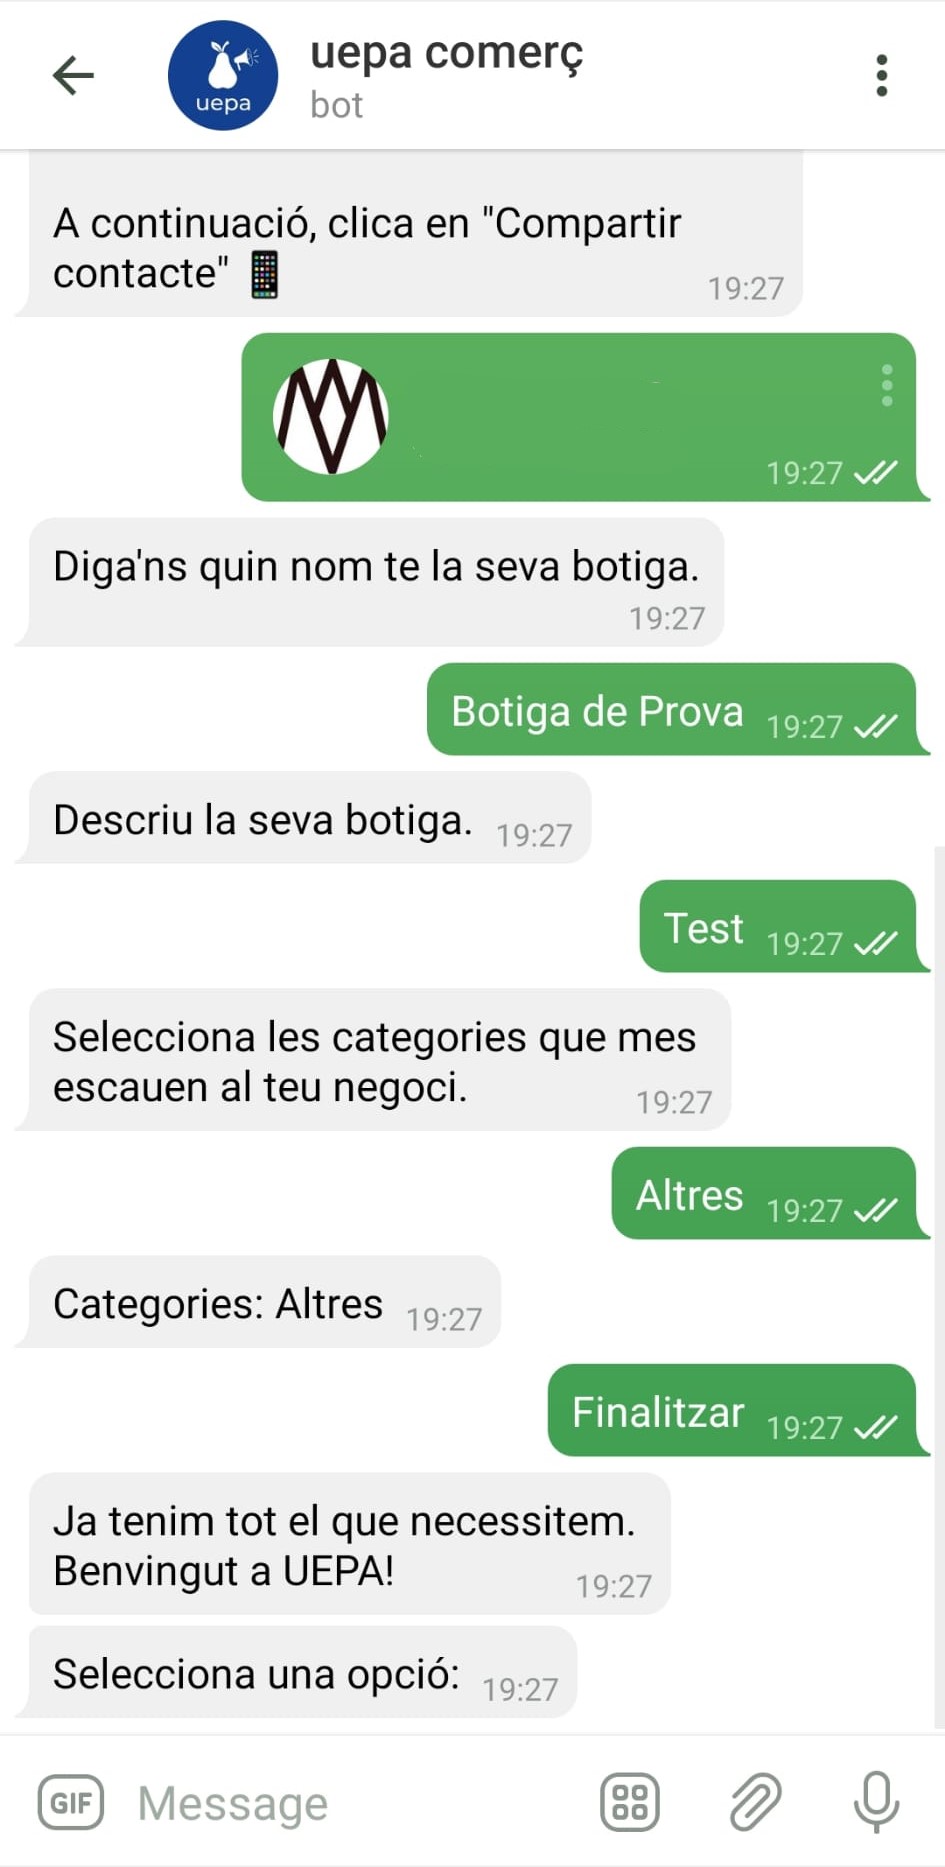 uepa comerç
bot
uepa
A continuació, clica en "Compartir
contacte" 📱
19:27
19:27
Diga'ns quin nom te la seva botiga.
19:27
Botiga de Prova 19:27
Descriu la seva botiga. 19:27
Test 19:27
Selecciona les categories que mes
escauen al teu negoci. 19:27
Altres 19:27
Categories: Altres 19:27
Finalitzar 19:27
Ja tenim tot el que necessitem.
Benvingut a UEPA! 19:27
Selecciona una opció: 19:27
GIF Message